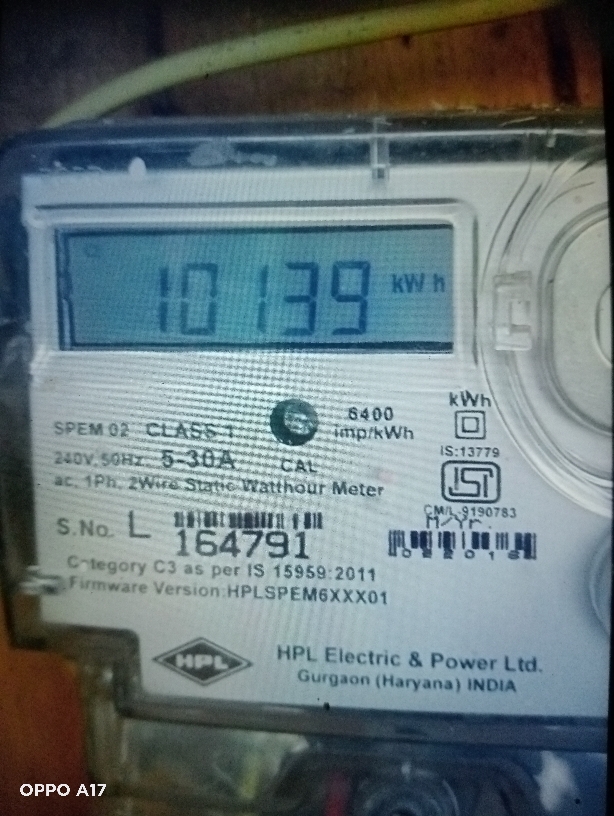 10139 kWh
6400
imp/kWh
kWh
SPEM 02 CLASS 1
240V, 50Hz. 5-30A
CAL
IS:13779
ac, 1Ph, 2Wire Static Watthour Meter
ISI
CM/L-9190783
M/Yr.
S.No. L
164791
Category C3 as per IS 15959:2011
Firmware Version:HPLSPEM6XXX01
HPL
HPL Electric & Power Ltd.
Gurgaon (Haryana) INDIA
OPPO A17